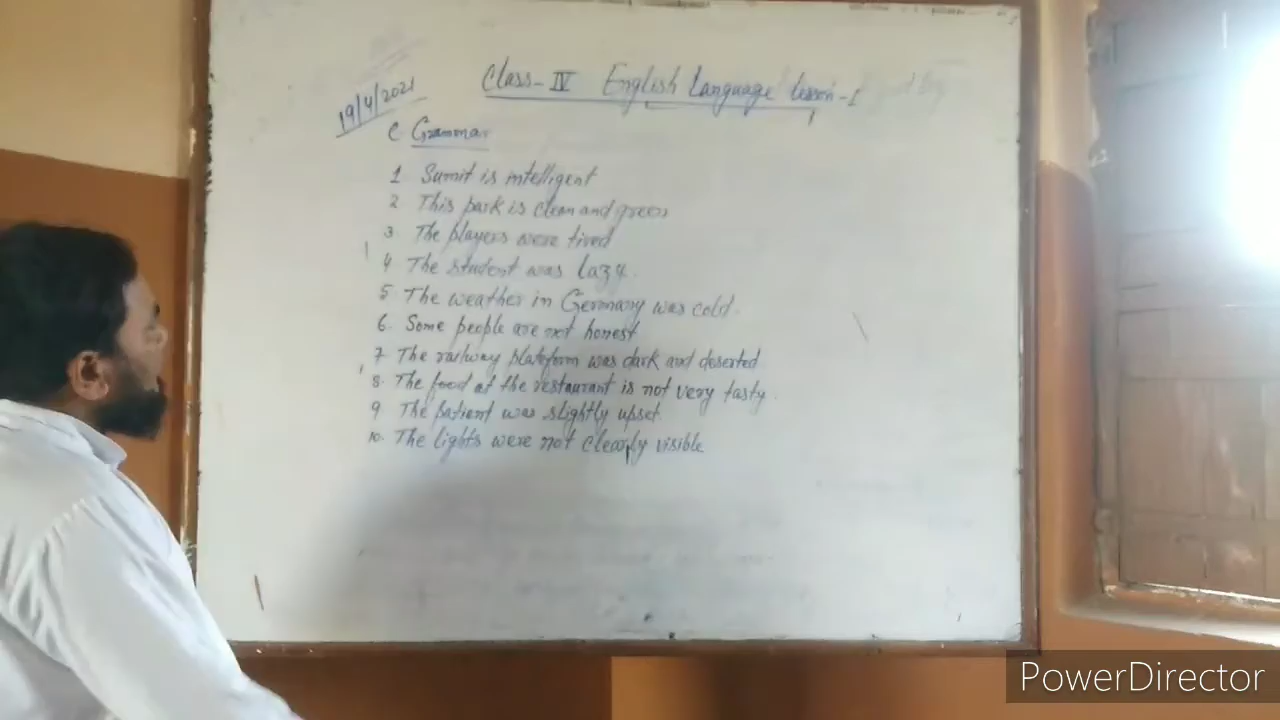 19/4/2021
Class-IV English Language Lesson-I
C Grammar
1 Sumit is intelligent
2 This park is clean and green
3 The players were tired
4 The student was lazy.
5 The weather in Germany was cold.
6. Some people are not honest
7 The railway plateform was dark and deserted
8. The food at the restaurant is not very tasty.
9 The patient was slightly upset.
10. The lights were not clearly visible
PowerDirector